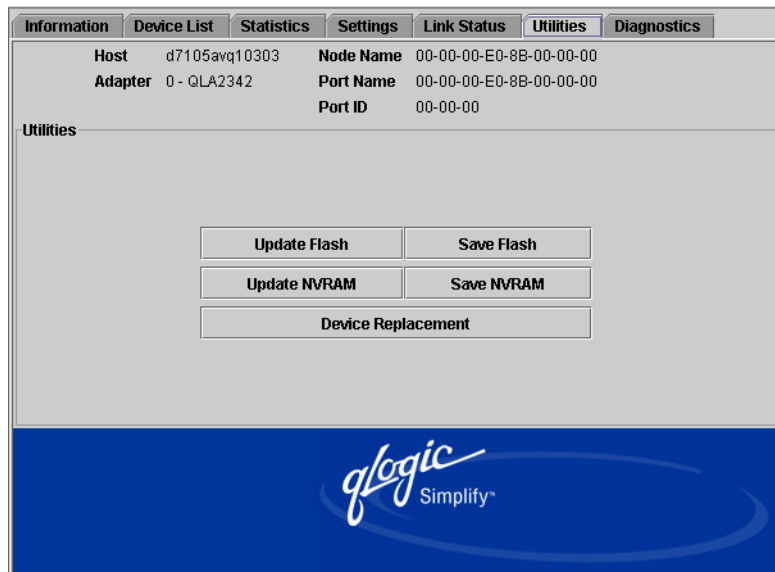 Information Device List Statistics Settings Link Status Utilities Diagnostics
Host d7105avq10303 Node Name 00-00-00-E0-8B-00-00-00
Adapter 0 - QLA2342 Port Name 00-00-00-E0-8B-00-00-00
Port ID 00-00-00
Utilities
Update Flash Save Flash
Update NVRAM Save NVRAM
Device Replacement
qlogic
Simplify™